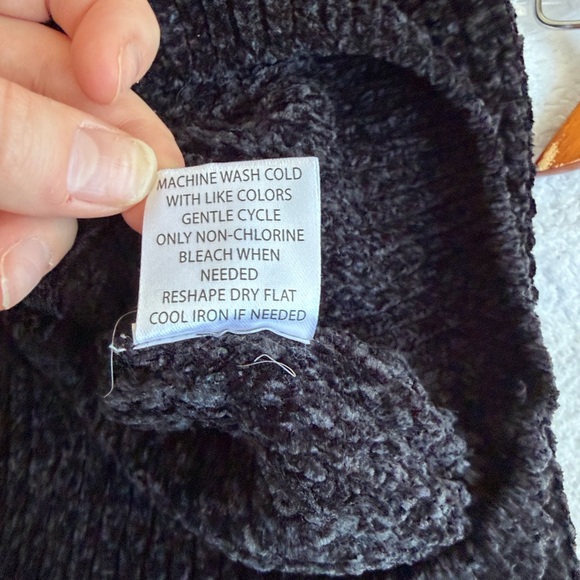 MACHINE WASH COLD
WITH LIKE COLORS
GENTLE CYCLE
ONLY NON-CHLORINE
BLEACH WHEN
NEEDED
RESHAPE DRY FLAT
COOL IRON IF NEEDED